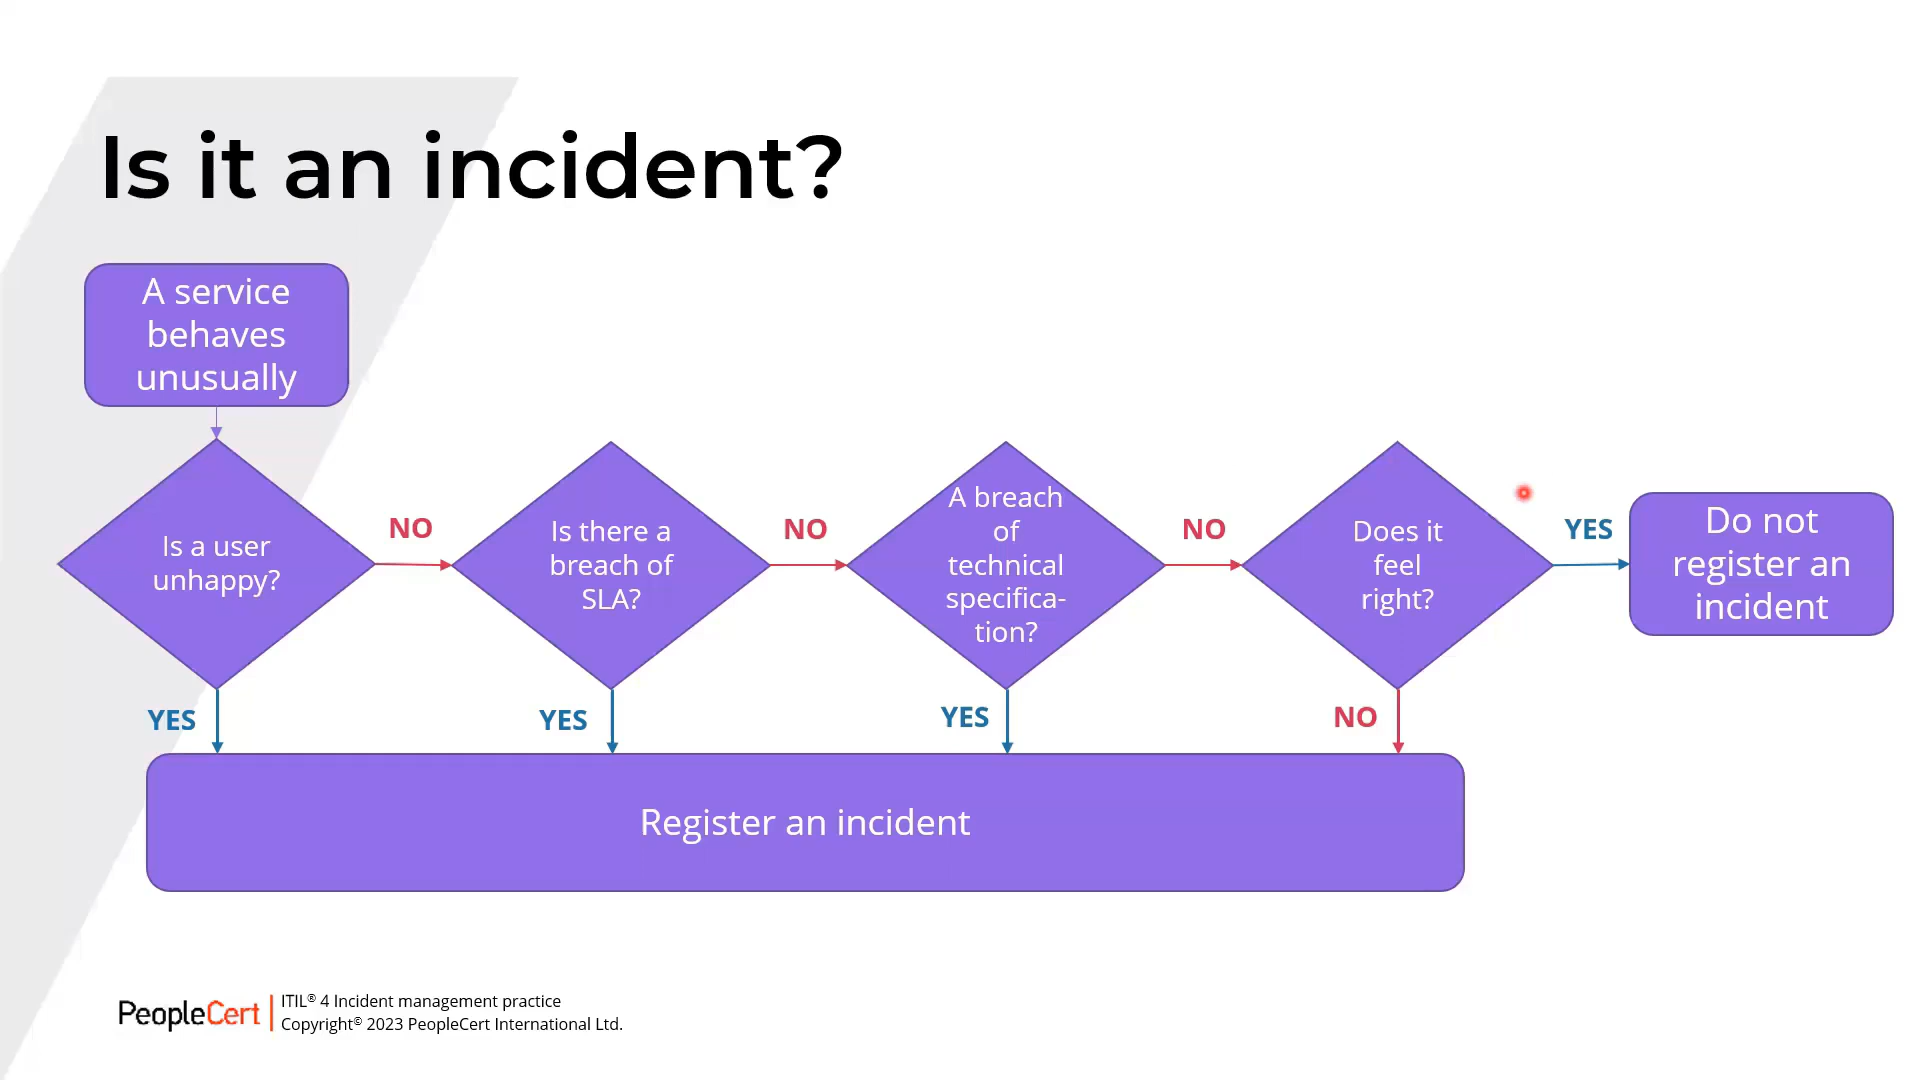 Is it an incident?
A service
behaves
unusually
Is a user
unhappy?
NO
Is there a
breach of
SLA?
NO
A breach
of
technical
specifica-
tion?
NO
Does it
feel
right?
YES
Do not
register an
incident
YES
YES
YES
NO
Register an incident
PeopleCert
ITIL® 4 Incident management practice
Copyright© 2023 PeopleCert International Ltd.